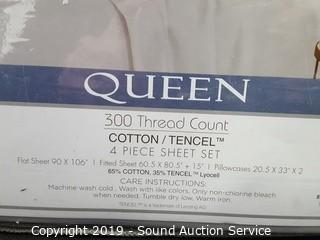 QUEEN
300 Thread Count
COTTON / TENCEL™
4 PIECE SHEET SET
Flat Sheet 90 X 106" | Fitted Sheet 60.5 X 80.5" + 15" | Pillowcases 20.5 X 33" X 2
65% COTTON, 35% TENCEL™ Lyocell
CARE INSTRUCTIONS:
Machine wash cold. Wash with like colors. Only non-chlorine bleach
when needed. Tumble dry low, Warm iron.
TENCEL™ is a trademark of Lenzing AG
Copyright 2019 - Sound Auction Service